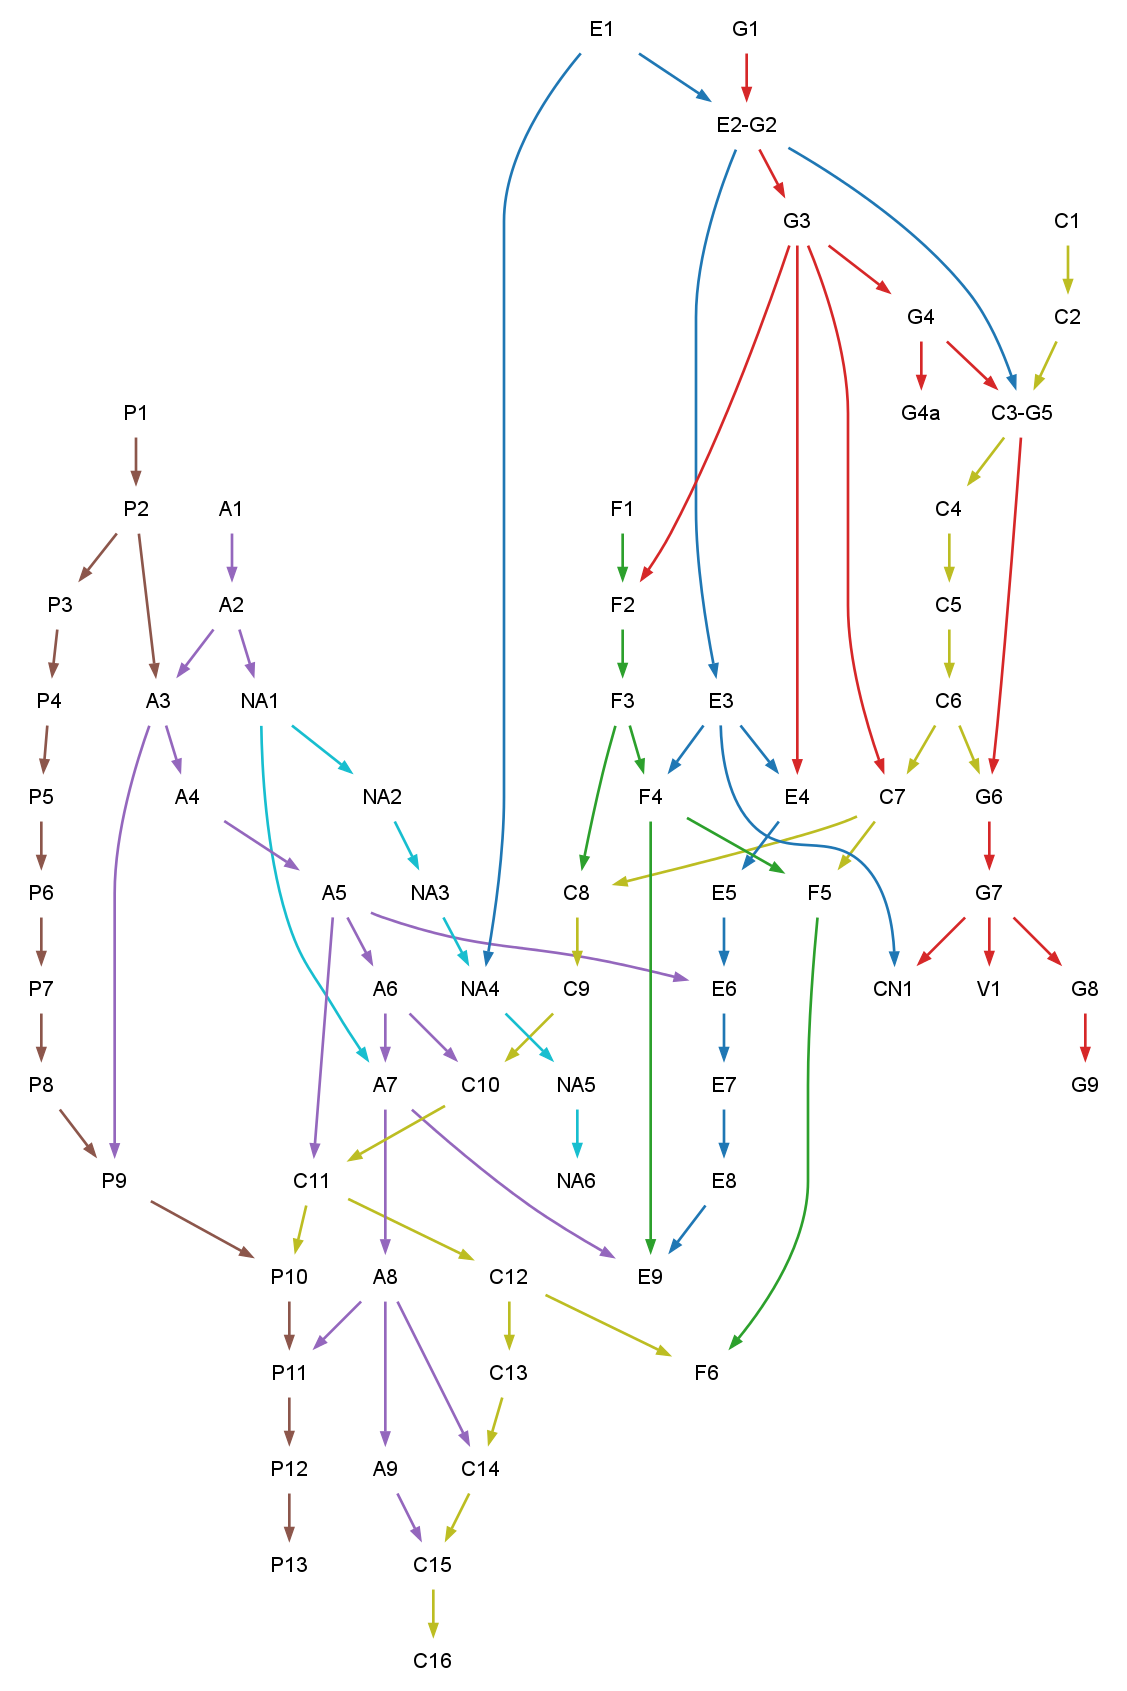 E1 G1
E2-G2
G3 C1
G4 C2
P1 G4a C3-G5
P2 A1 F1 C4
P3 A2 F2 C5
P4 A3 NA1 F3 E3 C6
P5 A4 NA2 F4 E4 C7 G6
P6 A5 NA3 C8 E5 F5 G7
P7 A6 NA4 C9 E6 CN1 V1 G8
P8 A7 C10 NA5 E7 G9
P9 C11 NA6 E8
P10 A8 C12 E9
P11 C13 F6
P12 A9 C14
P13 C15
C16